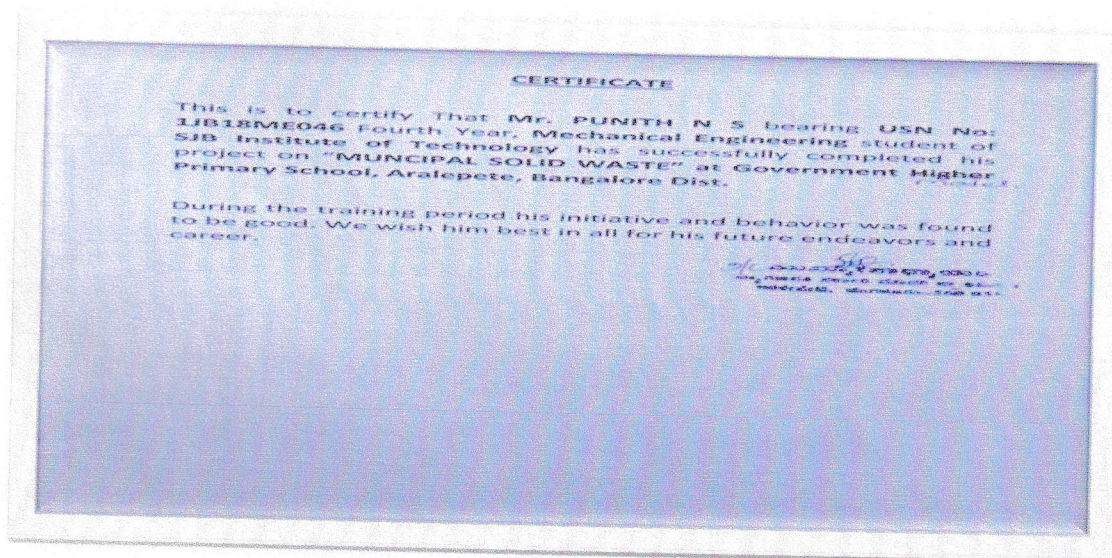 CERTIFICATE
This is to certify That Mr. PUNITH N S bearing USN No:
1JB18ME046 Fourth Year, Mechanical Engineering student of
SJB Institute of Technology has successfully completed his
project on "MUNCIPAL SOLID WASTE" at Government Higher
Primary School, Aralepete, Bangalore Dist.
During the training period his initiative and behavior was found
to be good. We wish him best in all for his future endeavors and
career.